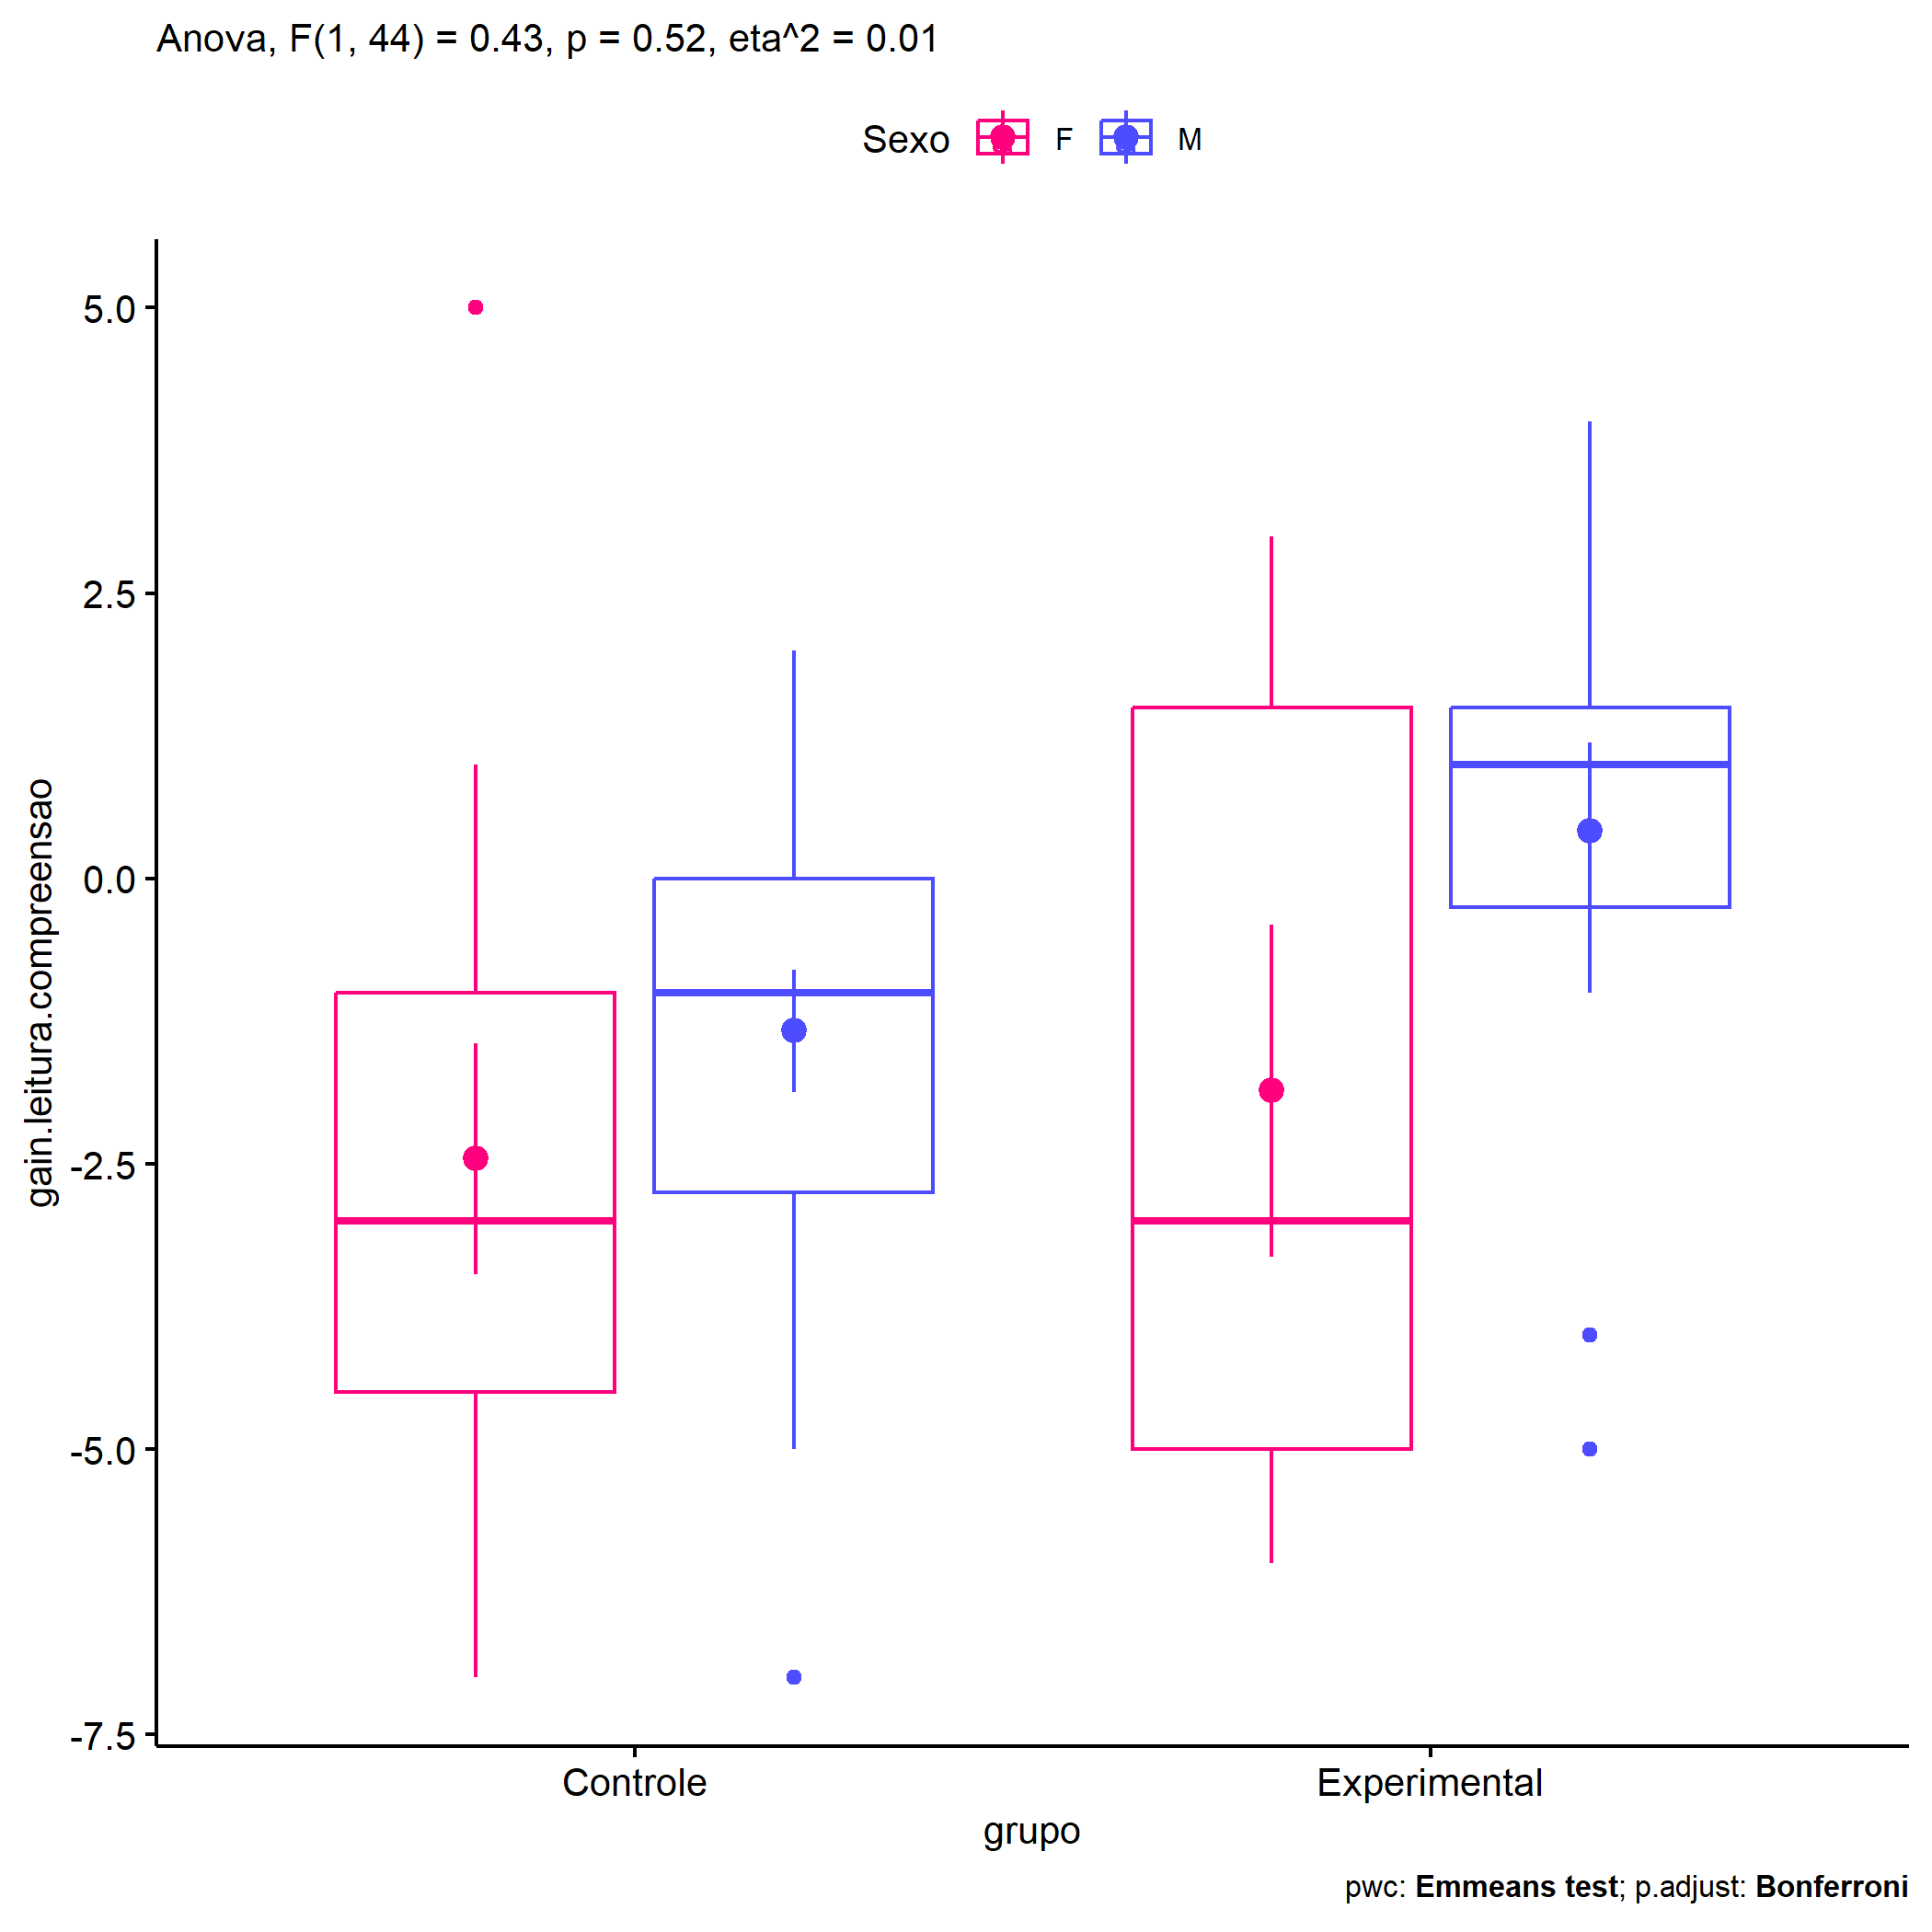 Anova, F(1, 44) = 0.43, p = 0.52, eta^2 = 0.01
Sexo F M
gain.leitura.compreensao
5.0
2.5
0.0
-2.5
-5.0
-7.5
Controle Experimental
grupo
pwc: Emmeans test; p.adjust: Bonferroni